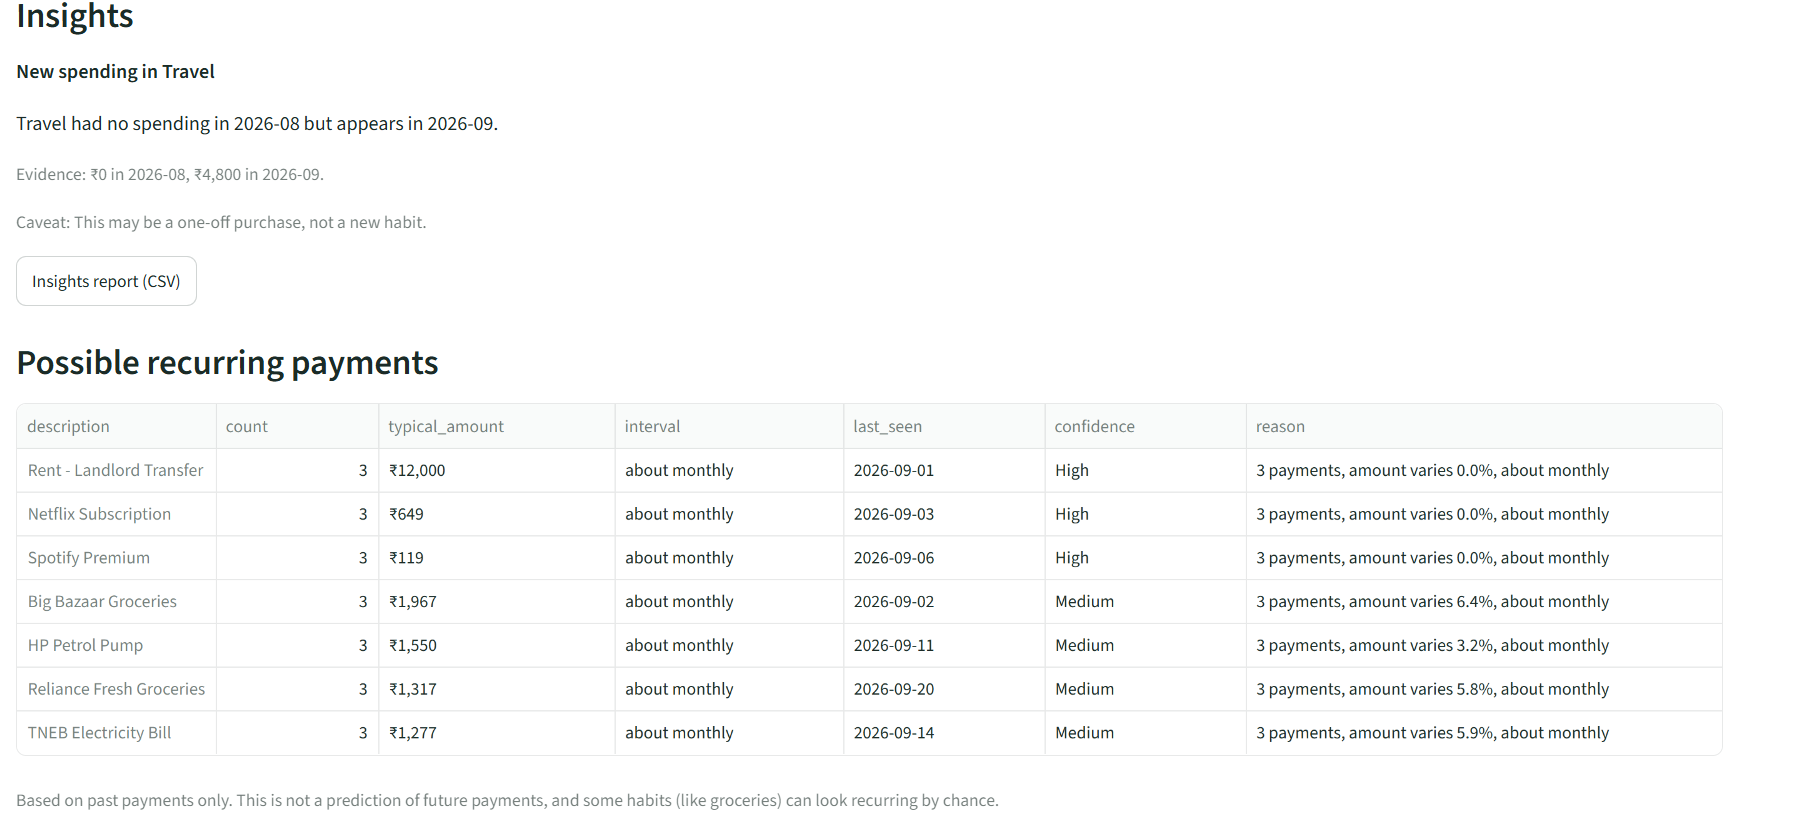 Insights
New spending in Travel
Travel had no spending in 2026-08 but appears in 2026-09.
Evidence: ₹0 in 2026-08, ₹4,800 in 2026-09.
Caveat: This may be a one-off purchase, not a new habit.
Insights report (CSV)
Possible recurring payments
description count typical_amount interval last_seen confidence reason
Rent - Landlord Transfer 3 ₹12,000 about monthly 2026-09-01 High 3 payments, amount varies 0.0%, about monthly
Netflix Subscription 3 ₹649 about monthly 2026-09-03 High 3 payments, amount varies 0.0%, about monthly
Spotify Premium 3 ₹119 about monthly 2026-09-06 High 3 payments, amount varies 0.0%, about monthly
Big Bazaar Groceries 3 ₹1,967 about monthly 2026-09-02 Medium 3 payments, amount varies 6.4%, about monthly
HP Petrol Pump 3 ₹1,550 about monthly 2026-09-11 Medium 3 payments, amount varies 3.2%, about monthly
Reliance Fresh Groceries 3 ₹1,317 about monthly 2026-09-20 Medium 3 payments, amount varies 5.8%, about monthly
TNEB Electricity Bill 3 ₹1,277 about monthly 2026-09-14 Medium 3 payments, amount varies 5.9%, about monthly
Based on past payments only. This is not a prediction of future payments, and some habits (like groceries) can look recurring by chance.